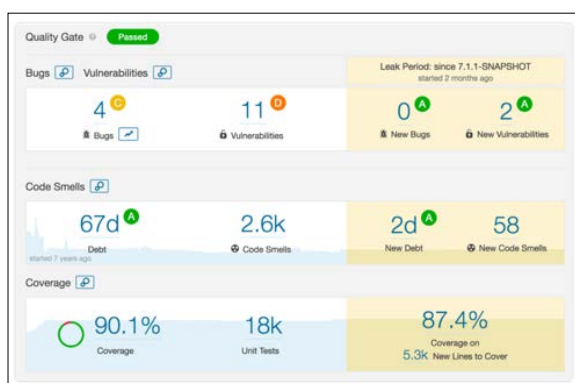 Quality Gate Passed
Bugs Vulnerabilities
Leak Period: since 7.1.1-SNAPSHOT
started 2 months ago
4 C
Bugs
11 D
Vulnerabilities
0 A
New Bugs
2 A
New Vulnerabilities
Code Smells
67d A
Debt
started 7 years ago
2.6k
Code Smells
2d A
New Debt
58
New Code Smells
Coverage
90.1%
Coverage
18k
Unit Tests
87.4%
Coverage on
5.3k New Lines to Cover